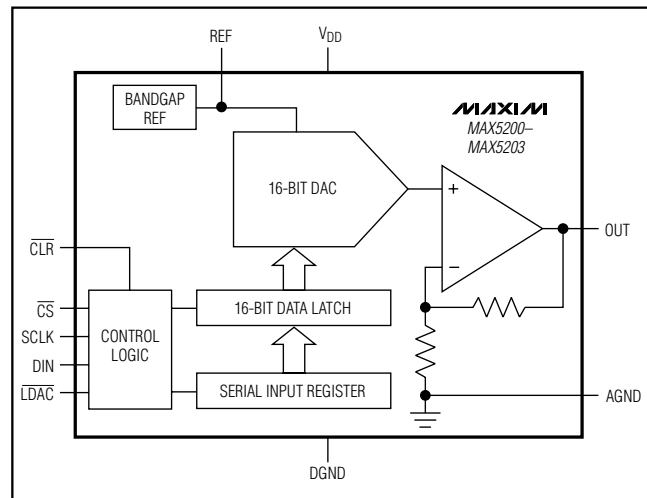 REF
VDD
BANDGAP
REF
MAXIM
MAX5200–
MAX5203
16-BIT DAC
+
OUT
–
CLR
CS
SCLK
DIN
LDAC
CONTROL
LOGIC
16-BIT DATA LATCH
SERIAL INPUT REGISTER
AGND
DGND